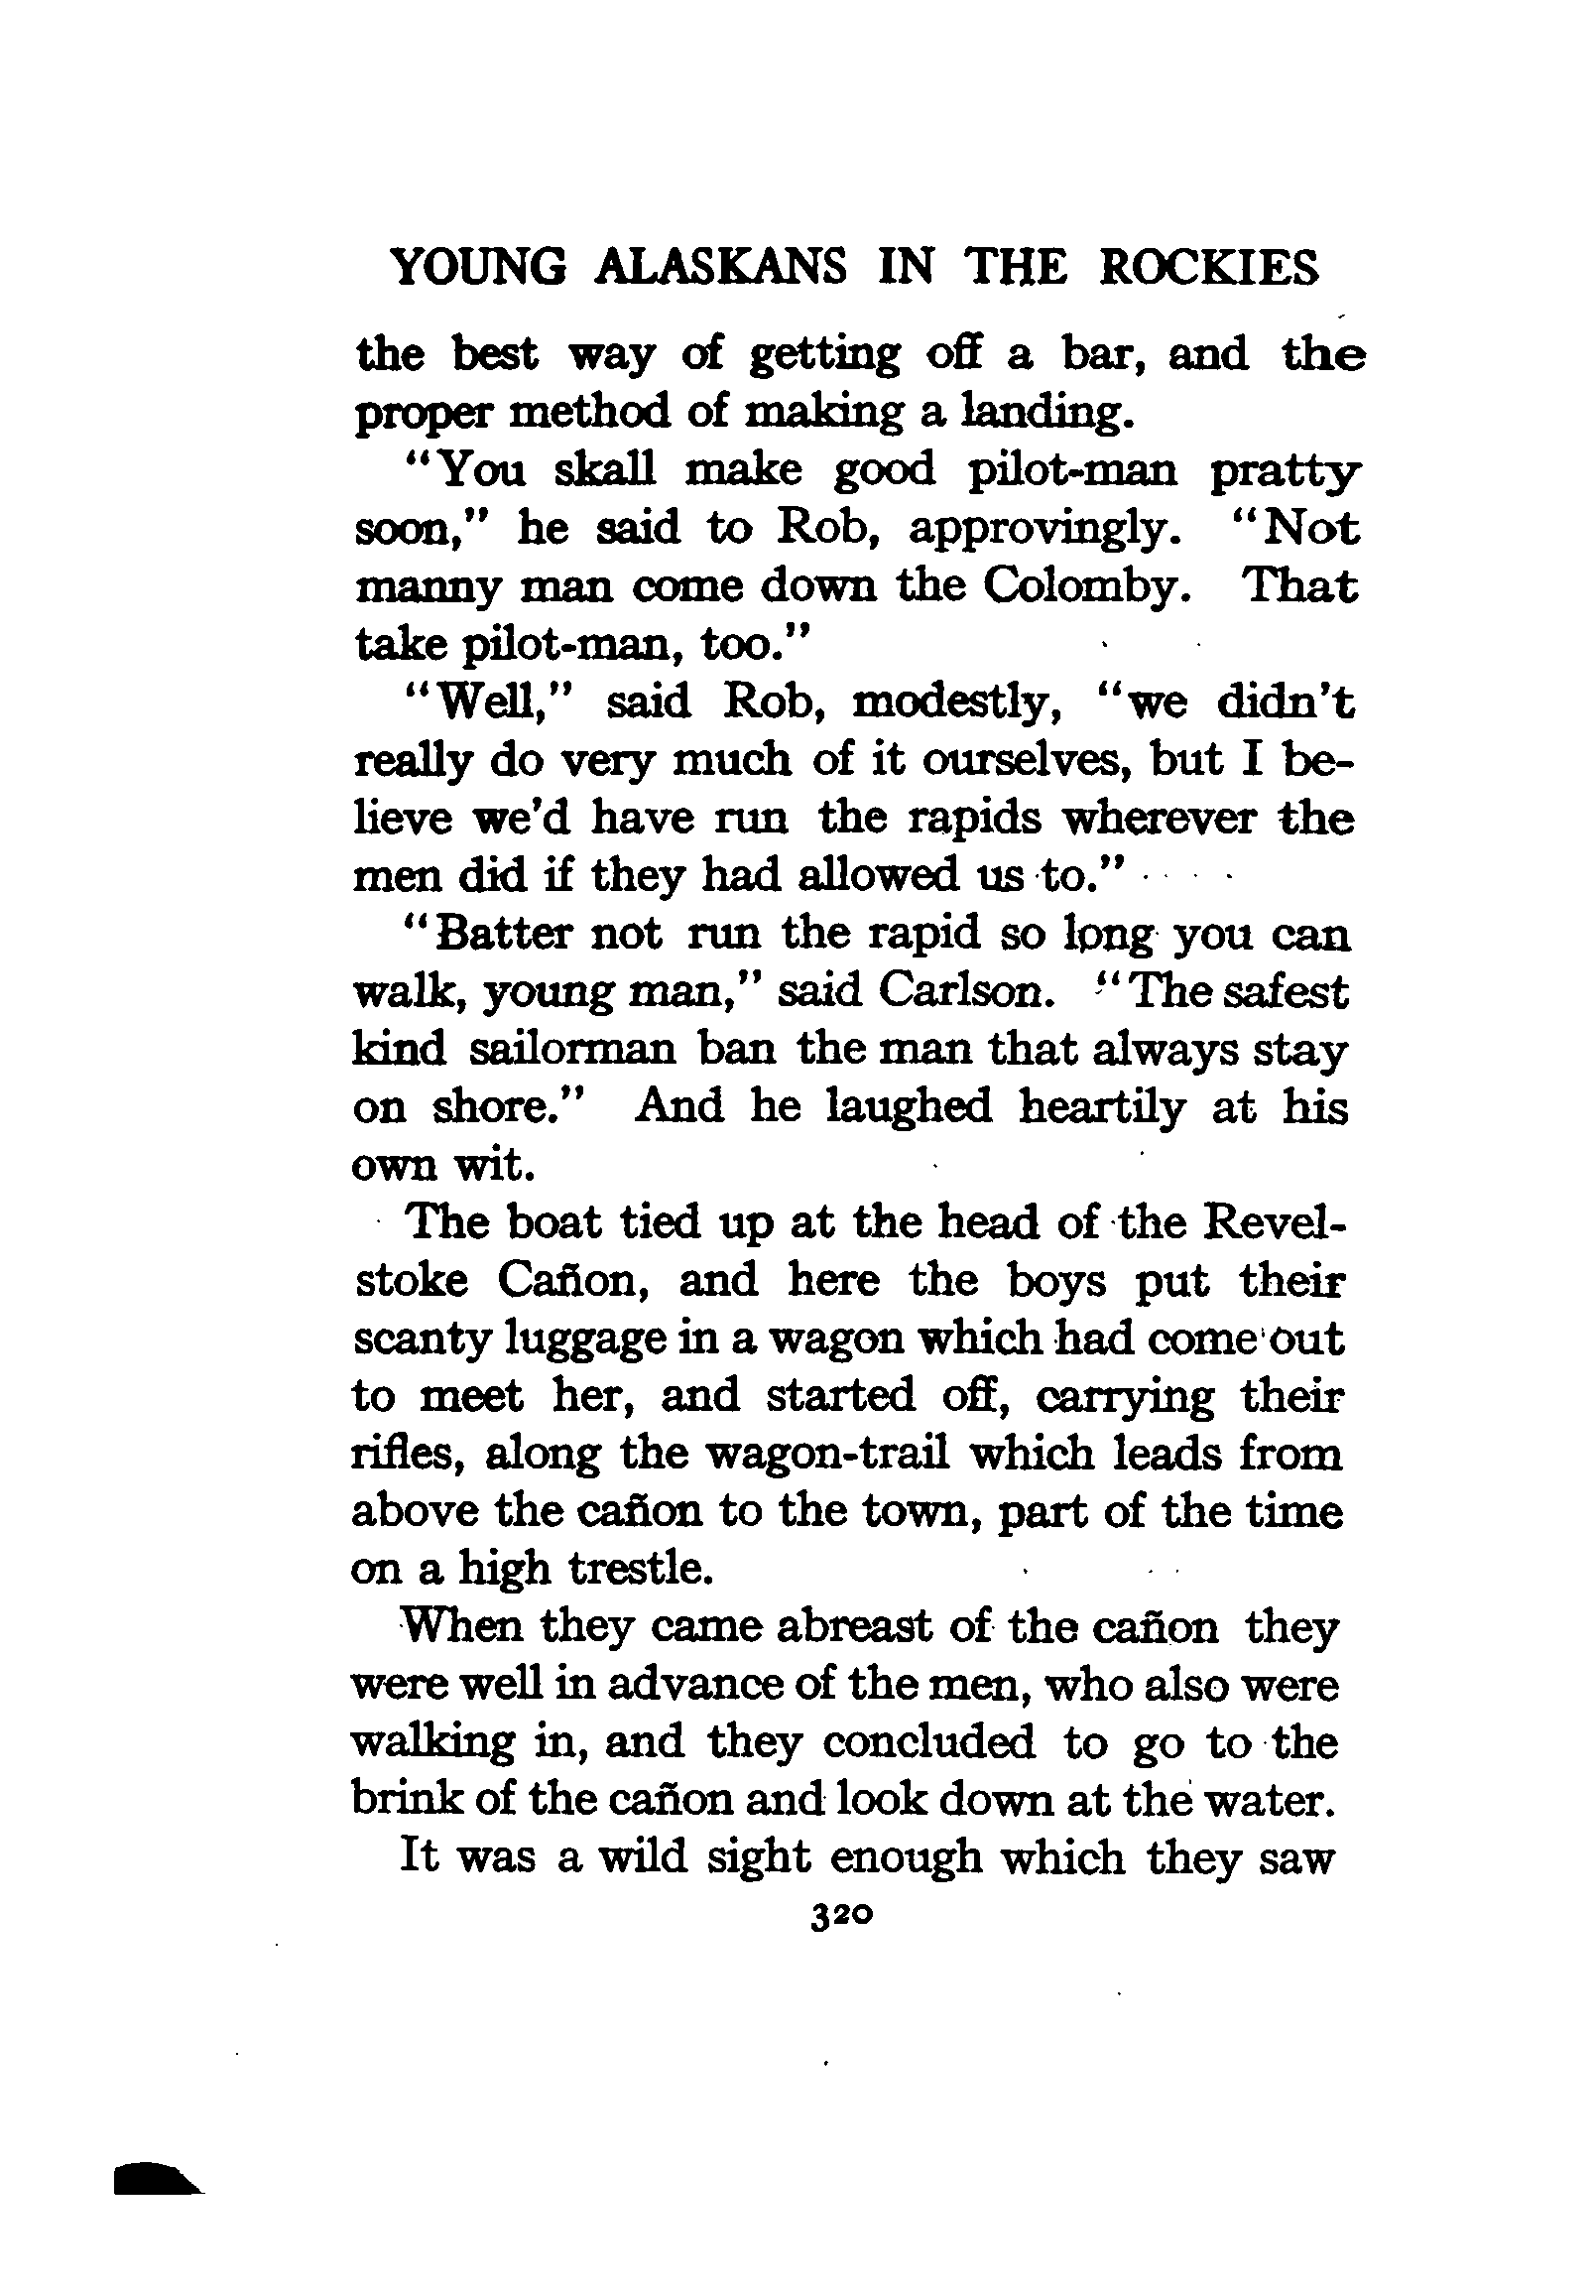 YOUNG ALASKANS IN THE ROCKIES
the best way of getting off a bar, and the
proper method of making a landing.
"You skall make good pilot-man pratty
soon," he said to Rob, approvingly. "Not
manny man come down the Colomby. That
take pilot-man, too."
"Well," said Rob, modestly, "we didn't
really do very much of it ourselves, but I be-
lieve we'd have run the rapids wherever the
men did if they had allowed us to."
"Batter not run the rapid so long you can
walk, young man," said Carlson. "The safest
kind sailorman ban the man that always stay
on shore." And he laughed heartily at his
own wit.
The boat tied up at the head of the Revel-
stoke Cañon, and here the boys put their
scanty luggage in a wagon which had come out
to meet her, and started off, carrying their
rifles, along the wagon-trail which leads from
above the cañon to the town, part of the time
on a high trestle.
When they came abreast of the cañon they
were well in advance of the men, who also were
walking in, and they concluded to go to the
brink of the cañon and look down at the water.
It was a wild sight enough which they saw
320